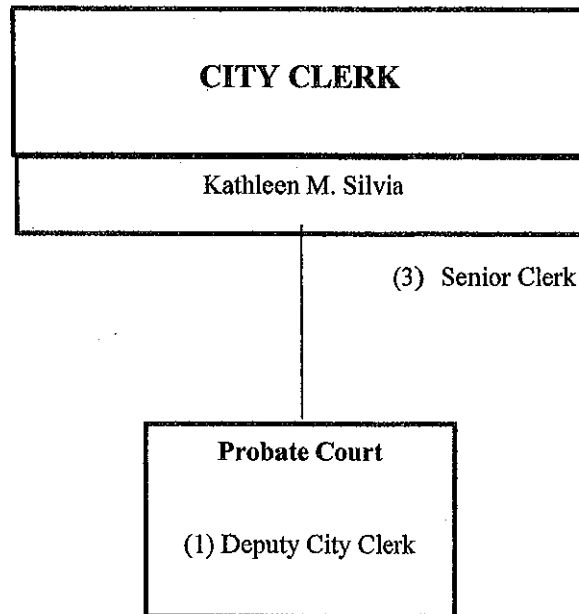 CITY CLERK
Kathleen M. Silvia
(3) Senior Clerk
Probate Court
(1) Deputy City Clerk